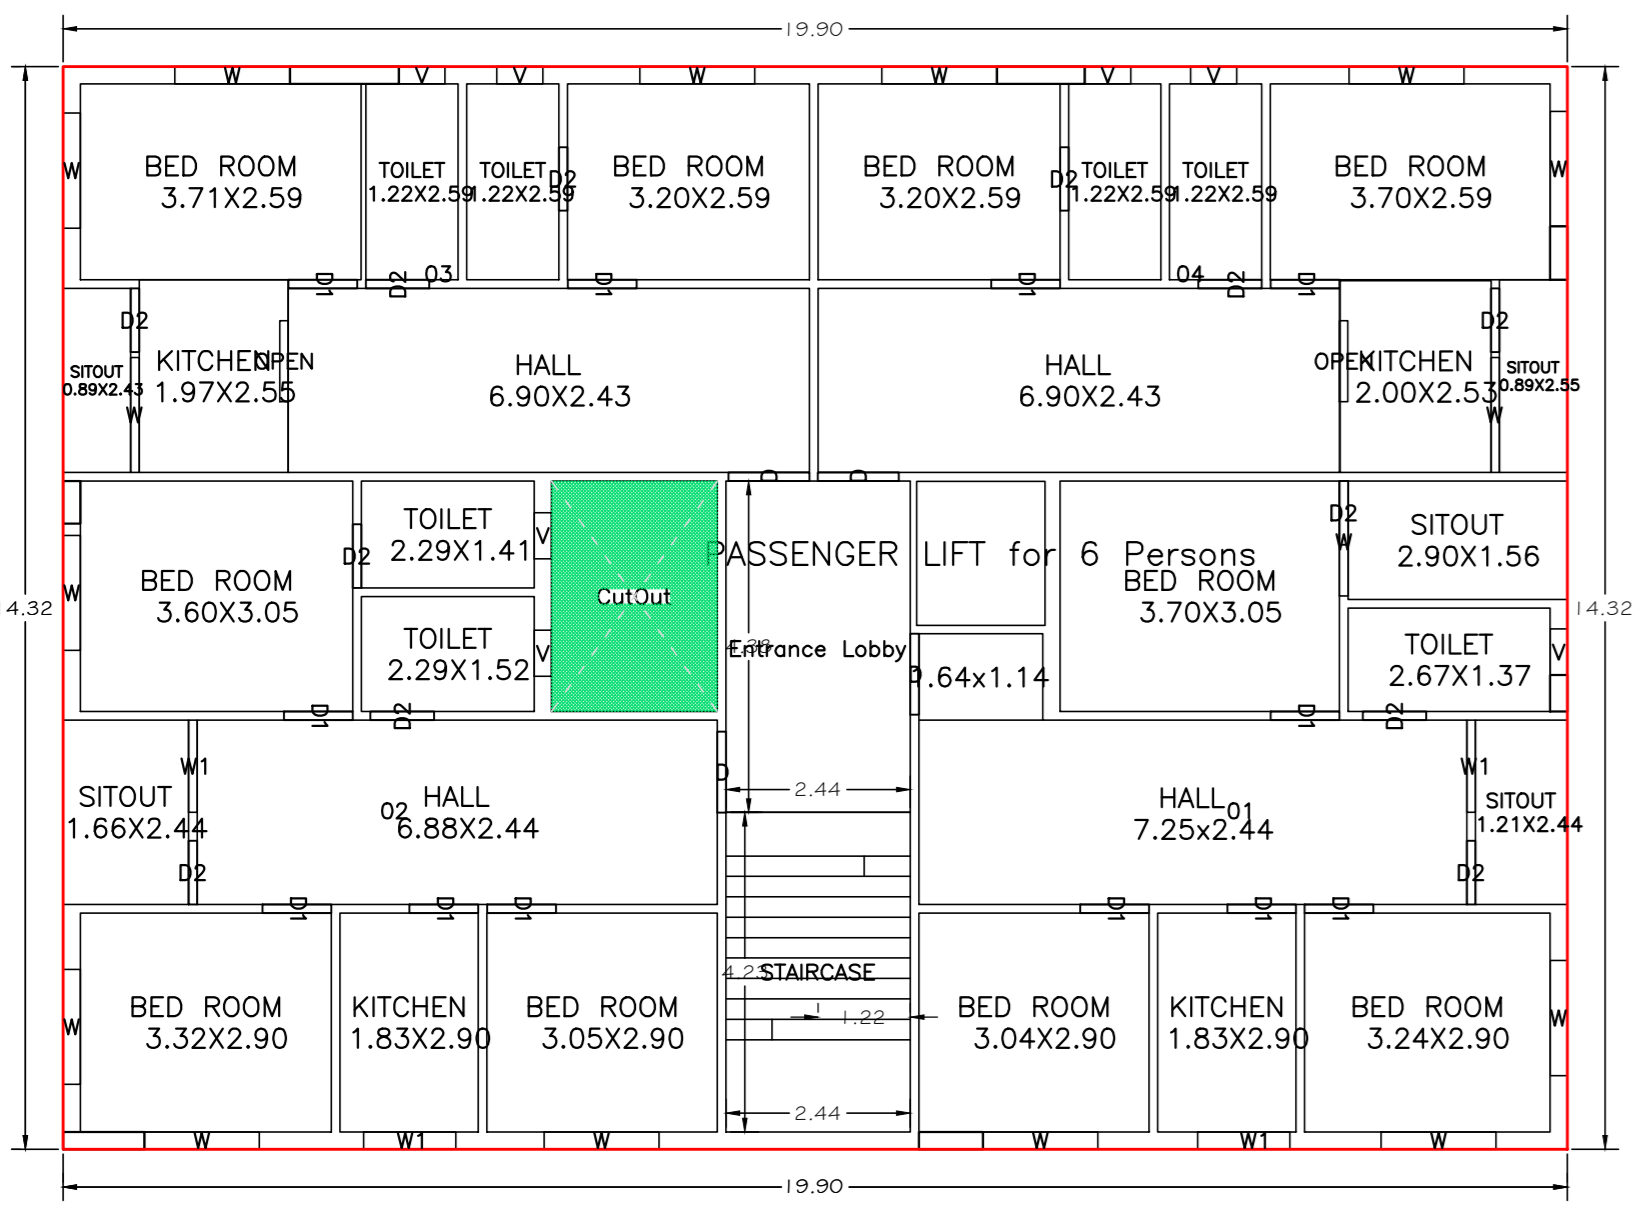 19.90
W
V
V
W
W
V
V
W
14.32
14.32
W
BED ROOM
3.71X2.59
TOILET
1.22X2.59
TOILET
1.22X2.59
D2
BED ROOM
3.20X2.59
BED ROOM
3.20X2.59
D2
TOILET
1.22X2.59
TOILET
1.22X2.59
BED ROOM
3.70X2.59
W
D1
D2
03
D1
D1
04
D2
D1
D2
SITOUT
0.89X2.43
W
KITCHEN
1.97X2.55
OPEN
HALL
6.90X2.43
HALL
6.90X2.43
OPEN
KITCHEN
2.00X2.53
D2
W
SITOUT
0.89X2.55
D
D
W
BED ROOM
3.60X3.05
D2
TOILET
2.29X1.41
V
TOILET
2.29X1.52
V
CutOut
PASSENGER LIFT for 6 Persons
4.38
Entrance Lobby
D
1.64x1.14
BED ROOM
3.70X3.05
D2
W
SITOUT
2.90X1.56
TOILET
2.67X1.37
V
D1
D2
D1
D2
SITOUT
1.66X2.44
W1
D2
02
HALL
6.88X2.44
D
2.44
HALL
7.25x2.44
01
W1
D2
SITOUT
1.21X2.44
D1
D1
D1
D1
D1
D1
W
BED ROOM
3.32X2.90
KITCHEN
1.83X2.90
BED ROOM
3.05X2.90
4.23
STAIRCASE
1.22
BED ROOM
3.04X2.90
KITCHEN
1.83X2.90
BED ROOM
3.24X2.90
W
2.44
W
W1
W
W
W1
W
19.90